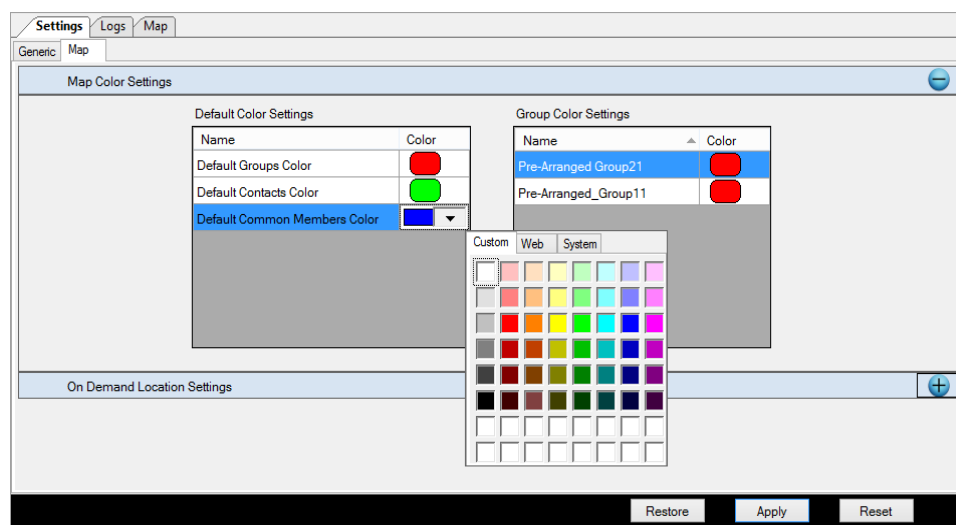 Settings Logs Map
Generic Map
Map Color Settings
Default Color Settings
Name Color
Default Groups Color
Default Contacts Color
Default Common Members Color
Group Color Settings
Name Color
Pre-Arranged Group21
Pre-Arranged_Group11
Custom Web System
On Demand Location Settings
Restore Apply Reset